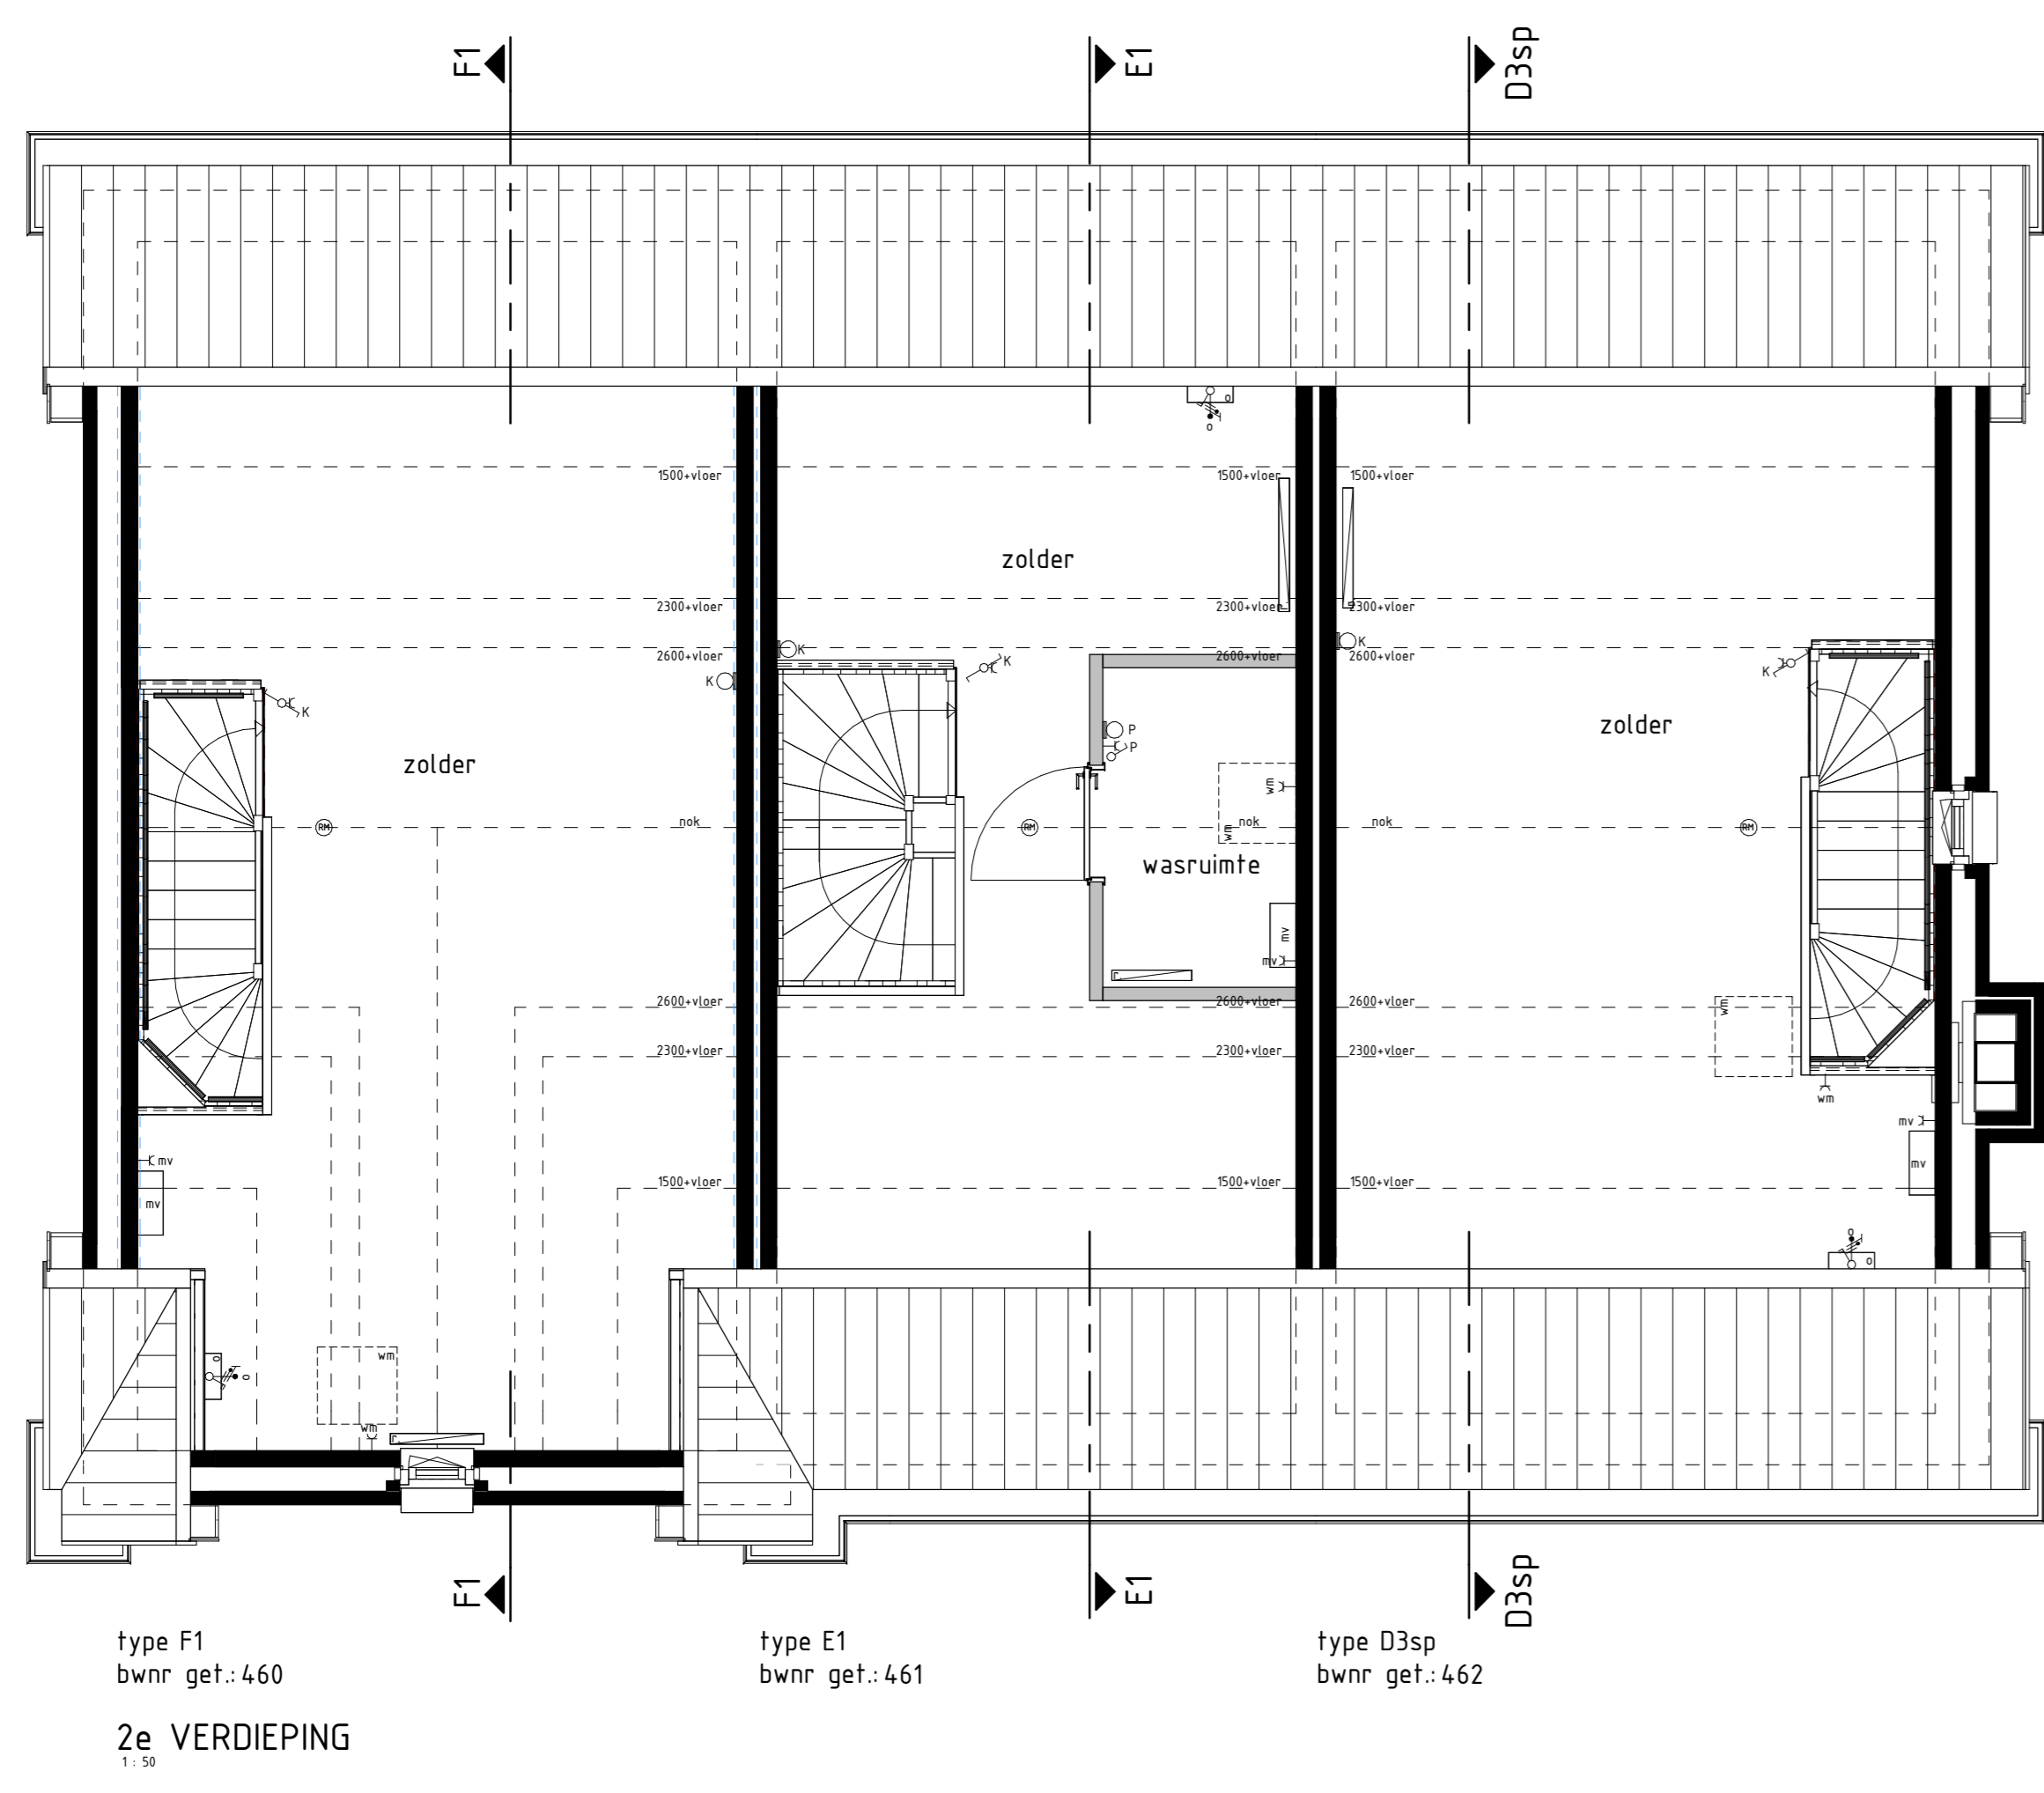 F1
E1
D3sp
o
o
1500+vloer
1500+vloer
1500+vloer
zolder
2300+vloer
2300+vloer
2300+vloer
K
K
2600+vloer
2600+vloer
2600+vloer
K
K
K
K
zolder
P
P
zolder
wm
RM
nok
RM
wm
nok
nok
RM
wasruimte
mv
mv
r.
2600+vloer
2600+vloer
2600+vloer
wm
2300+vloer
2300+vloer
2300+vloer
wm
mv
mv
mv
mv
1500+vloer
1500+vloer
1500+vloer
o
o
o
o
wm
wm
r.
F1
E1
D3sp
type F1
bwnr get.: 460
type E1
bwnr get.: 461
type D3sp
bwnr get.: 462
2e VERDIEPING
1 : 50